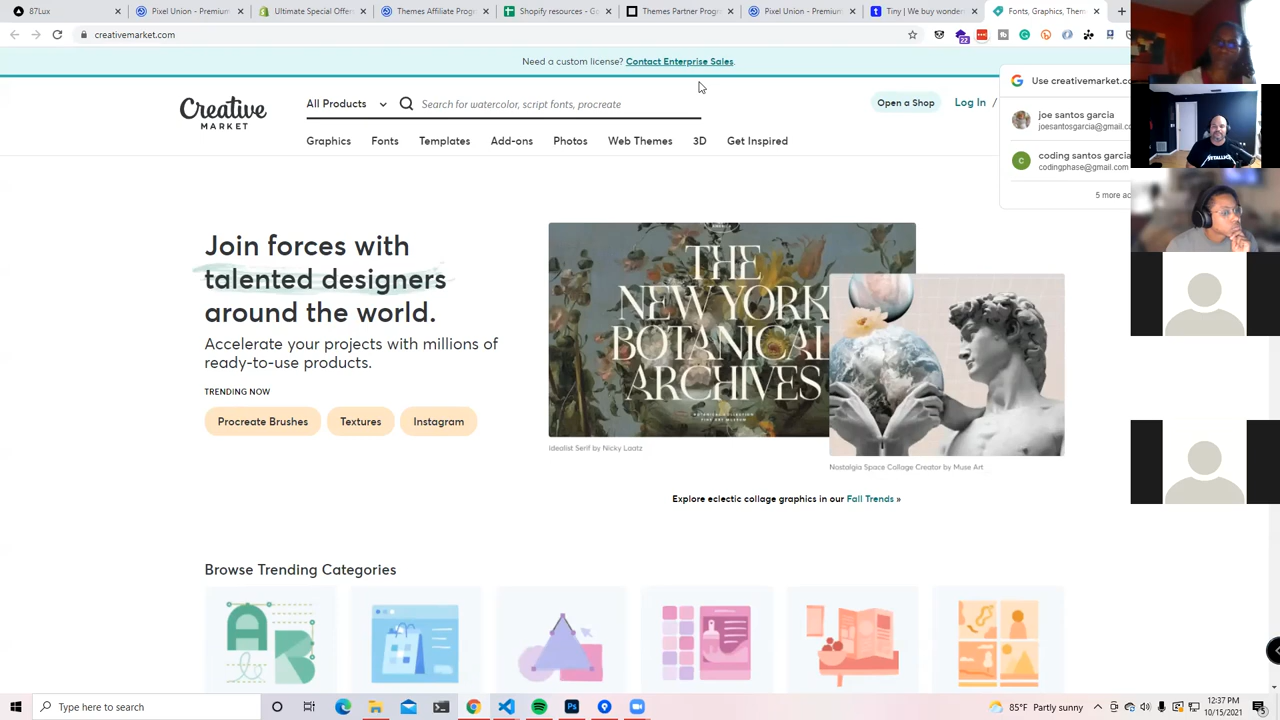 87Lux
Pixel Union - Premium
Ultimate Special Offer
Themes Affiliate Progr
Shopify resources - Go
Themes Partner Progr
Pixel Union - Premium
Tiny | We buy wonder
Fonts, Graphics, Them
creativemarket.com
22
Need a custom license? Contact Enterprise Sales.
Creative
MARKET
All Products
Search for watercolor, script fonts, procreate
Open a Shop
Log In /
Graphics
Fonts
Templates
Add-ons
Photos
Web Themes
3D
Get Inspired
Use creativemarket.co
joe santos garcia
joesantosgarcia@gmail.c
coding santos garcia
codingphase@gmail.com
5 more ac
METALLICA
Join forces with
talented designers
around the world.
Accelerate your projects with millions of
ready-to-use products.
TRENDING NOW
Procreate Brushes
Textures
Instagram
THE
NEW YORK
BOTANICAL
ARCHIVES
Idealist Serif by Nicky Laatz
Nostalgia Space Collage Creator by Muse Art
Explore eclectic collage graphics in our Fall Trends »
Browse Trending Categories
Type here to search
85°F Partly sunny
12:37 PM
10/15/2021